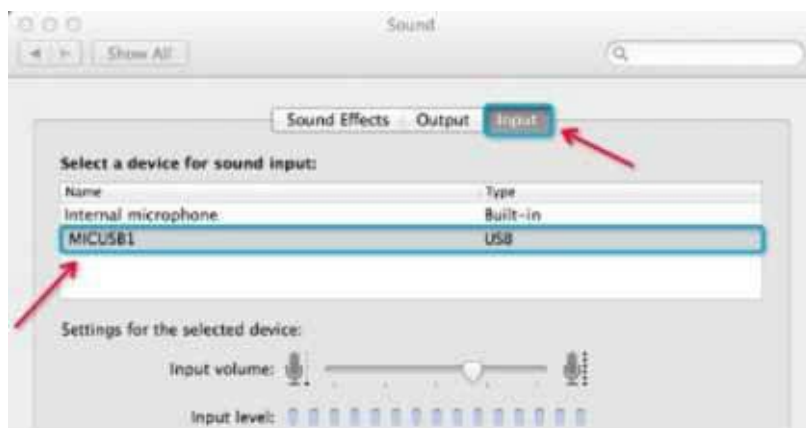 Sound
Show All
Sound Effects Output Input
Select a device for sound input:
Name Type
Internal microphone Built-in
MICUSB1 USB
Settings for the selected device:
Input volume:
Input level: